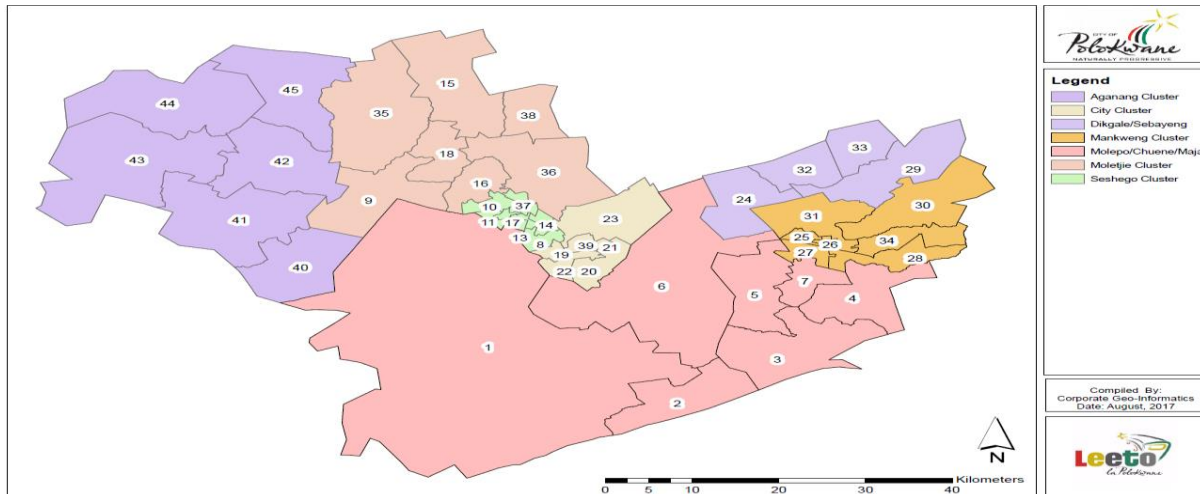 44
45
35
15
38
43
42
18
36
16
9
41
40
10
37
11
17
14
13
8
23
39
21
19
22
20
33
32
29
24
31
30
25
26
34
27
28
7
6
5
4
1
3
2
N
Kilometers
0 5 10 20 30 40
CITY OF
POLOKWANE
NATURALLY PROGRESSIVE
Legend
Aganang Cluster
City Cluster
Dikgale/Sebayeng
Mankweng Cluster
Molepo/Chuene/Maja
Moletjie Cluster
Seshego Cluster
Compiled By:
Corporate Geo-Informatics
Date: August, 2017
Leeto
la Polokwane